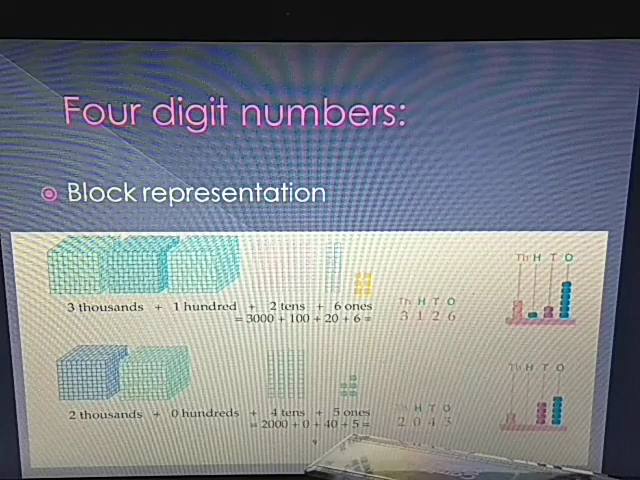 Four digit numbers:
Block representation
Th H T O
3 thousands + 1 hundred + 2 tens + 6 ones
= 3000 + 100 + 20 + 6 =
Th H T O
3 1 2 6
Th H T O
2 thousands + 0 hundreds + 4 tens + 5 ones
= 2000 + 0 + 40 + 5 =
Th H T O
2 0 4 5